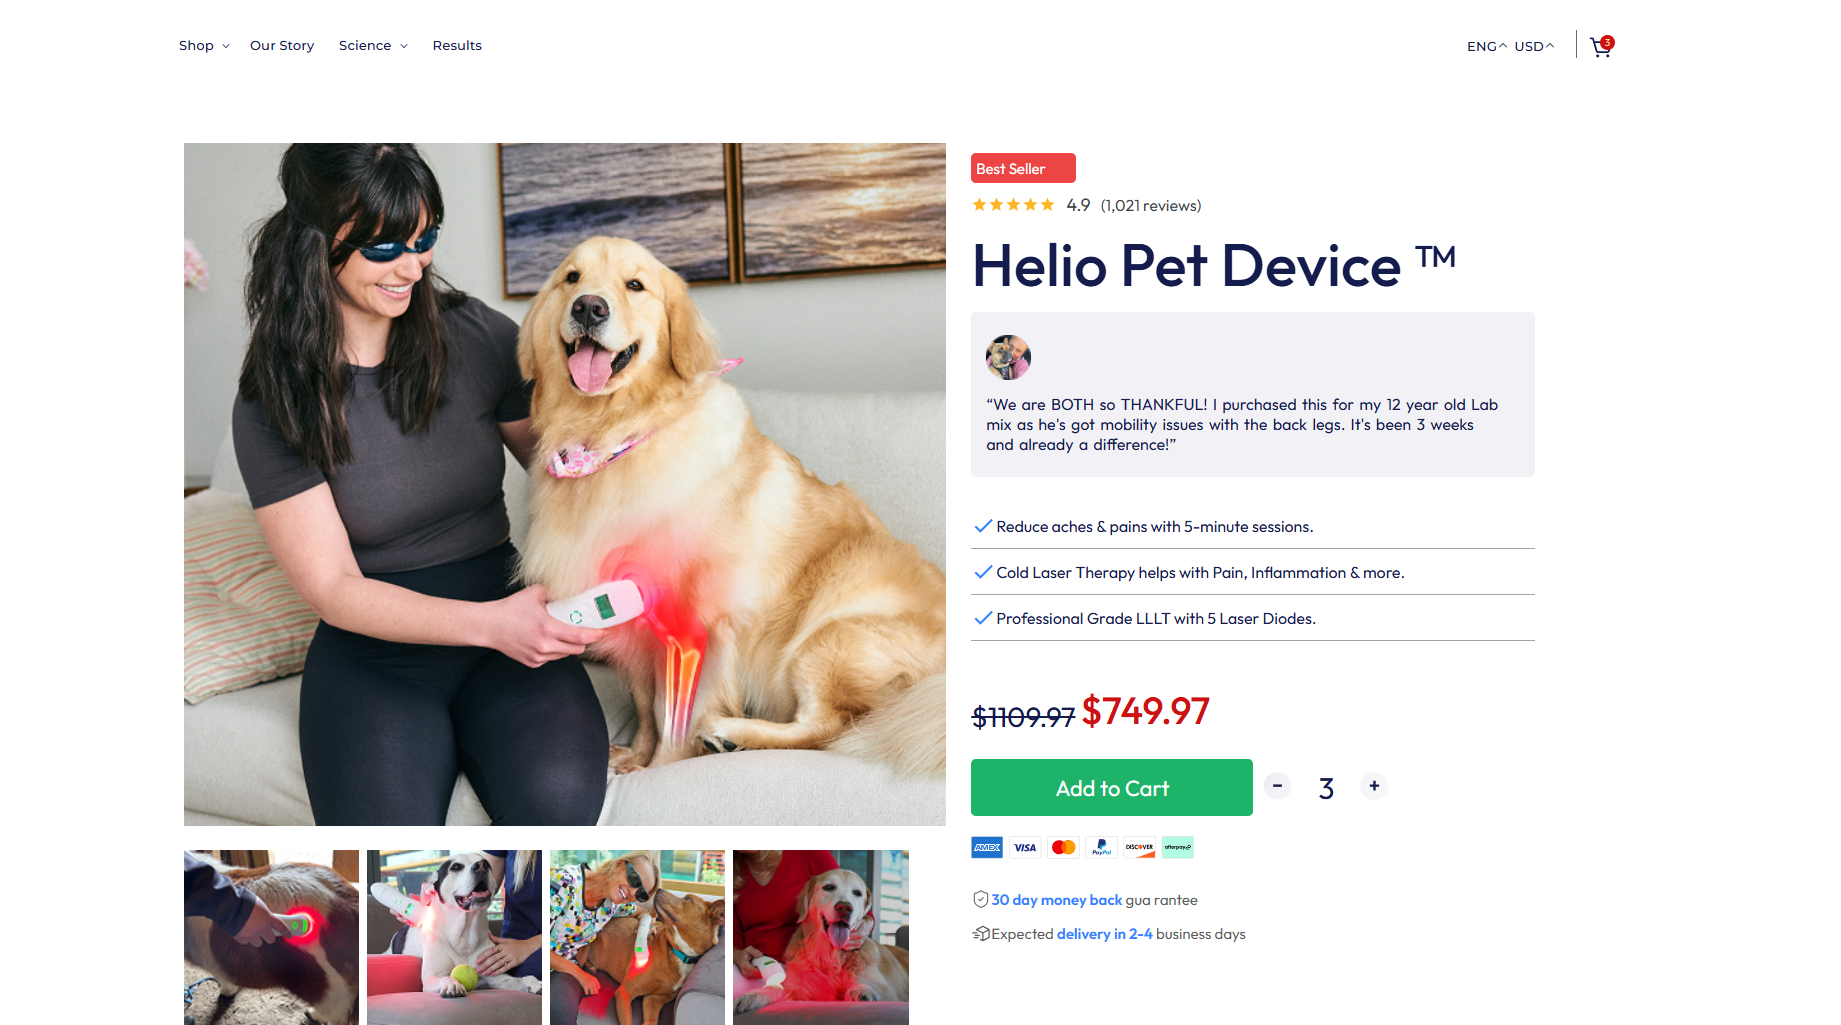 Shop
Our Story
Science
Results
ENG
USD
3
Best Seller
4.9 (1,021 reviews)
Helio Pet Device ™
“We are BOTH so THANKFUL! I purchased this for my 12 year old Lab
mix as he's got mobility issues with the back legs. It's been 3 weeks
and already a difference!”
Reduce aches & pains with 5-minute sessions.
Cold Laser Therapy helps with Pain, Inflammation & more.
Professional Grade LLLT with 5 Laser Diodes.
$1109.97 $749.97
Add to Cart
- 3 +
AMEX VISA PayPal DISCOVER afterpay
30 day money back gua rantee
Expected delivery in 2-4 business days